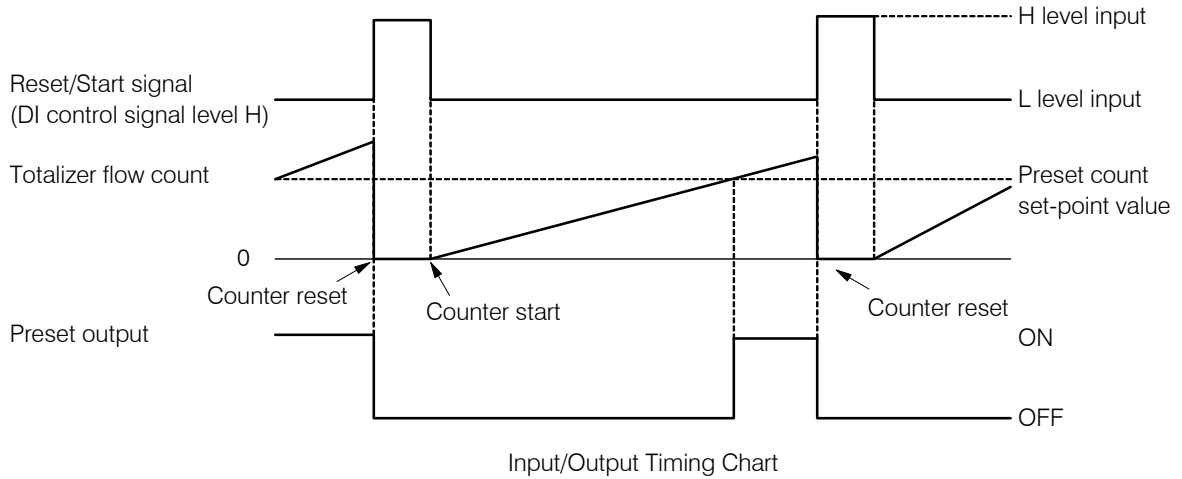 H level input
Reset/Start signal
(DI control signal level H)
L level input
Totalizer flow count
Preset count
set-point value
0
Counter reset
Counter start
Counter reset
Preset output
ON
OFF
Input/Output Timing Chart